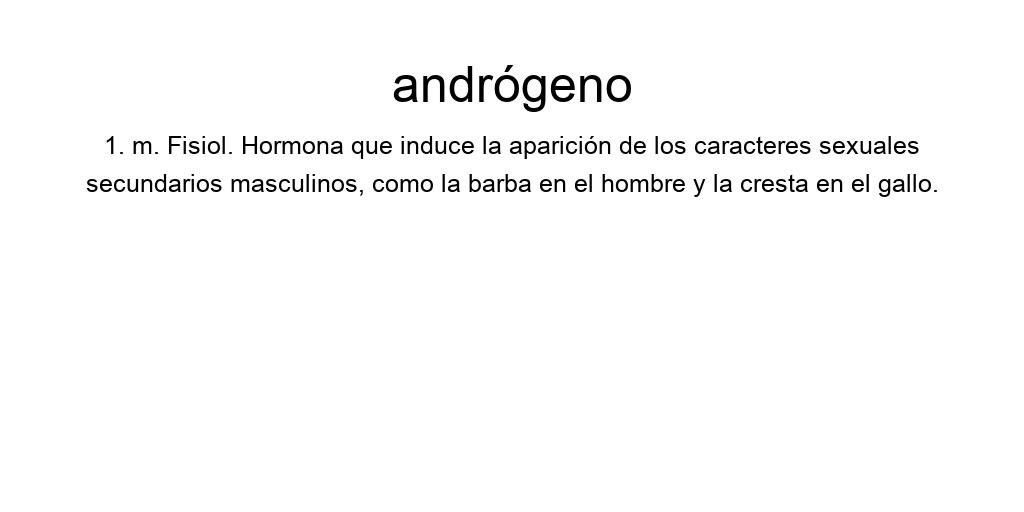 andrógeno
1. m. Fisiol. Hormona que induce la aparición de los caracteres sexuales
secundarios masculinos, como la barba en el hombre y la cresta en el gallo.